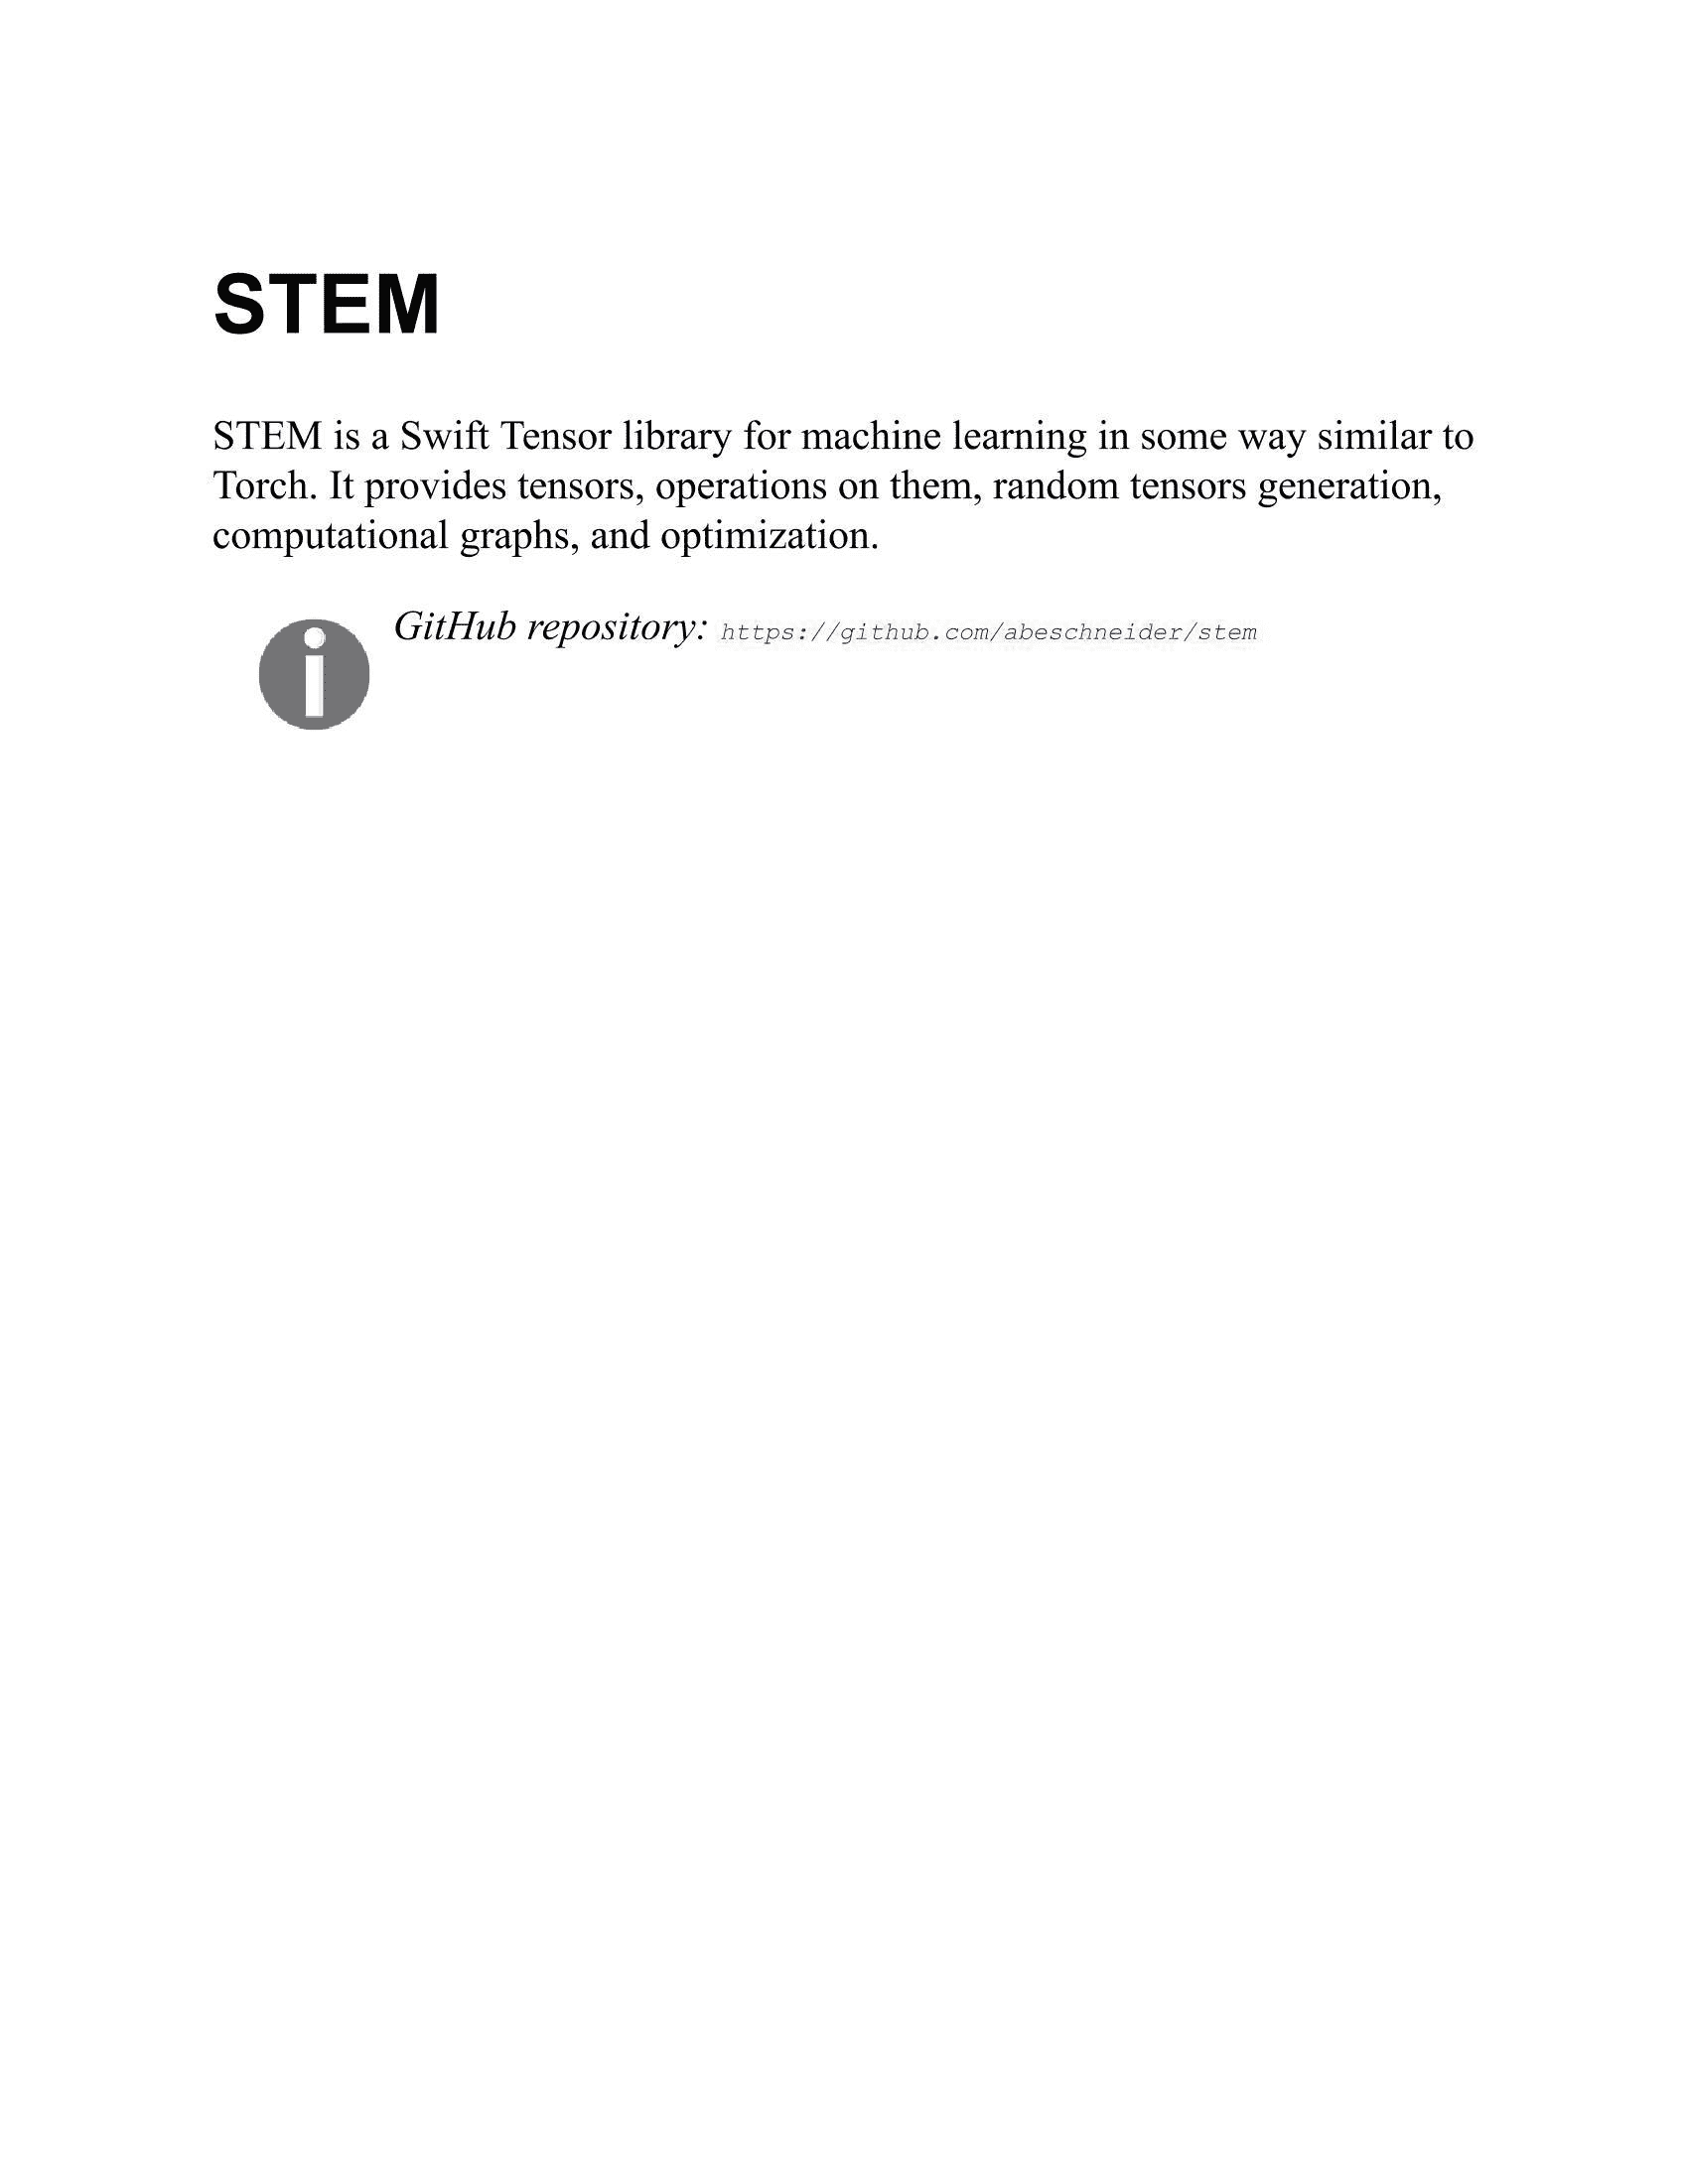 STEM
STEM is a Swift Tensor library for machine learning in some way similar to
Torch. It provides tensors, operations on them, random tensors generation,
computational graphs, and optimization.
GitHub repository: https://github.com/abeschneider/stem